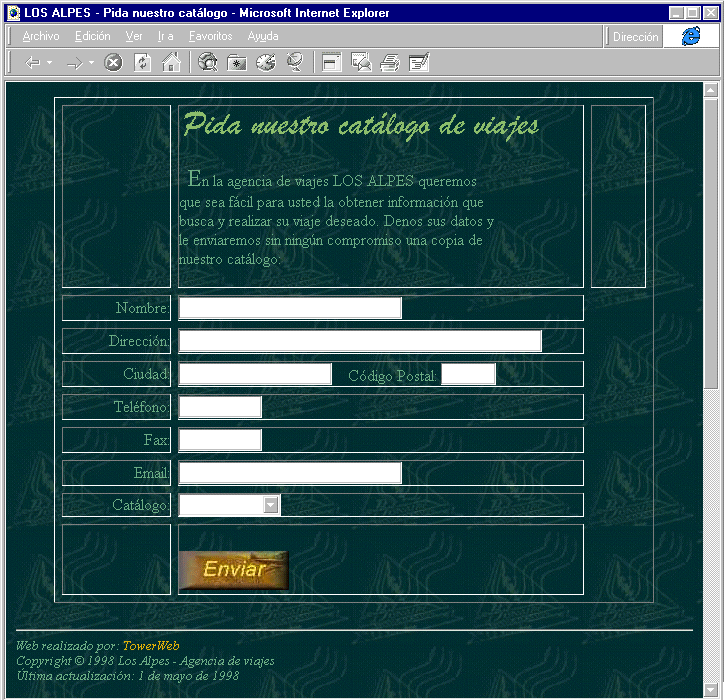 LOS ALPES - Pida nuestro catálogo - Microsoft Internet Explorer
Archivo Edición Ver Ir a Favoritos Ayuda Dirección
Pida nuestro catálogo de viajes
En la agencia de viajes LOS ALPES queremos
que sea fácil para usted la obtener información que
busca y realizar su viaje deseado. Denos sus datos y
le enviaremos sin ningún compromiso una copia de
nuestro catálogo:
Nombre:
Dirección:
Ciudad: Código Postal:
Teléfono:
Fax:
Email:
Catálogo:
Enviar
Web realizado por: TowerWeb
Copyright © 1998 Los Alpes - Agencia de viajes
Última actualización: 1 de mayo de 1998